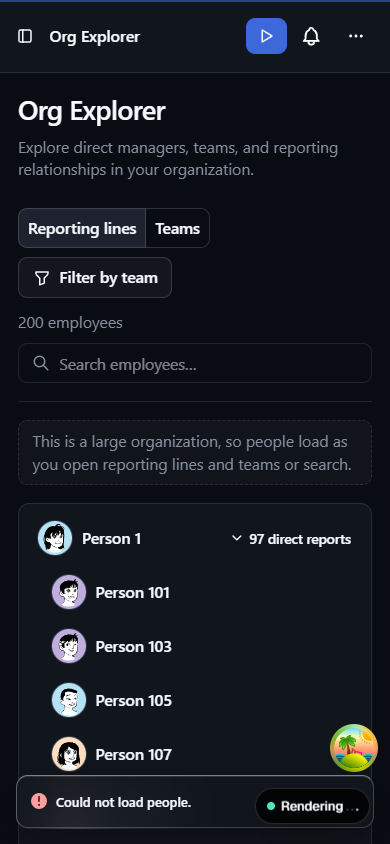 Org Explorer
Org Explorer
Explore direct managers, teams, and reporting
relationships in your organization.
Reporting lines
Teams
Filter by team
200 employees
Search employees...
This is a large organization, so people load as
you open reporting lines and teams or search.
Person 1
97 direct reports
Person 101
Person 103
Person 105
Person 107
Could not load people.
Rendering ...